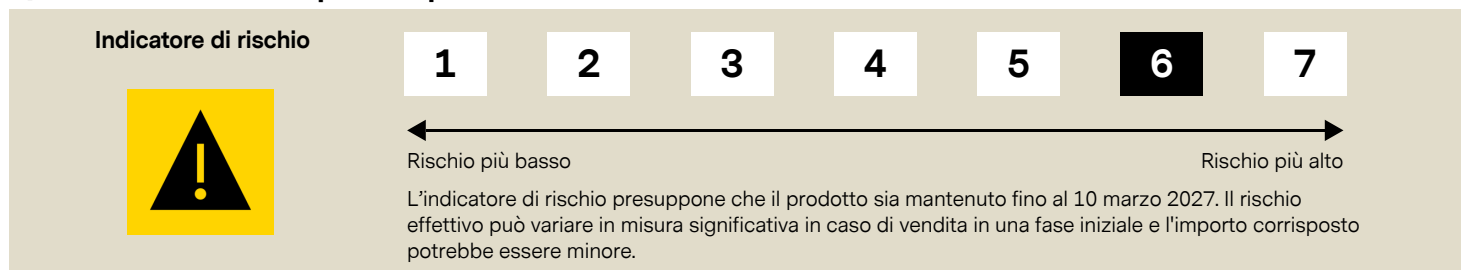 Indicatore di rischio
1 2 3 4 5 6 7
Rischio più basso
Rischio più alto
L'indicatore di rischio presuppone che il prodotto sia mantenuto fino al 10 marzo 2027. Il rischio
effettivo può variare in misura significativa in caso di vendita in una fase iniziale e l'importo corrisposto
potrebbe essere minore.